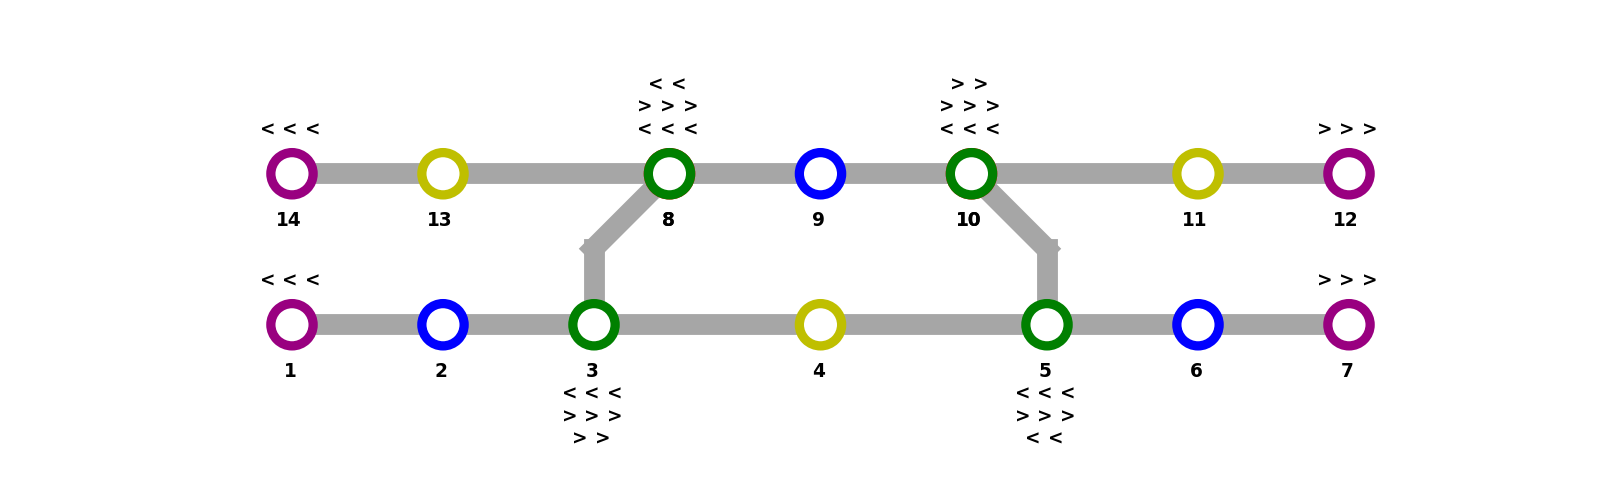 < < > >
> > > > > >
< < < < < < < < < > > >
14 13 8 9 10 11 12
< < < > > >
1 2 3 4 5 6 7
< < < < < <
> > > > > >
> > < <